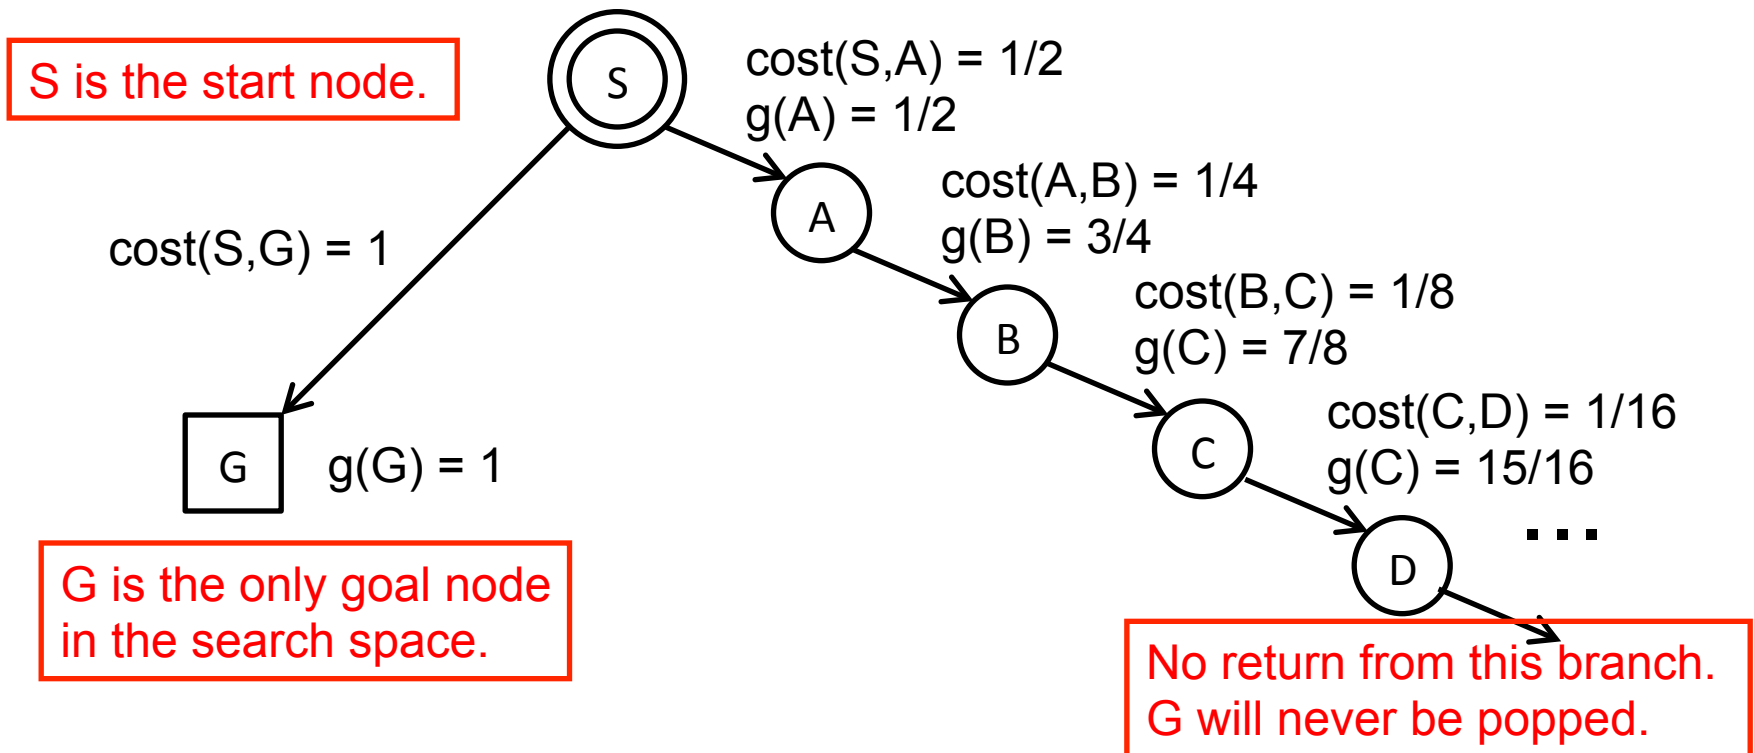 S is the start node.
S
cost(S,A) = 1/2
g(A) = 1/2
A
cost(A,B) = 1/4
g(B) = 3/4
cost(S,G) = 1
B
cost(B,C) = 1/8
g(C) = 7/8
C
cost(C,D) = 1/16
g(C) = 15/16
G
g(G) = 1
...
D
G is the only goal node
in the search space.
No return from this branch.
G will never be popped.